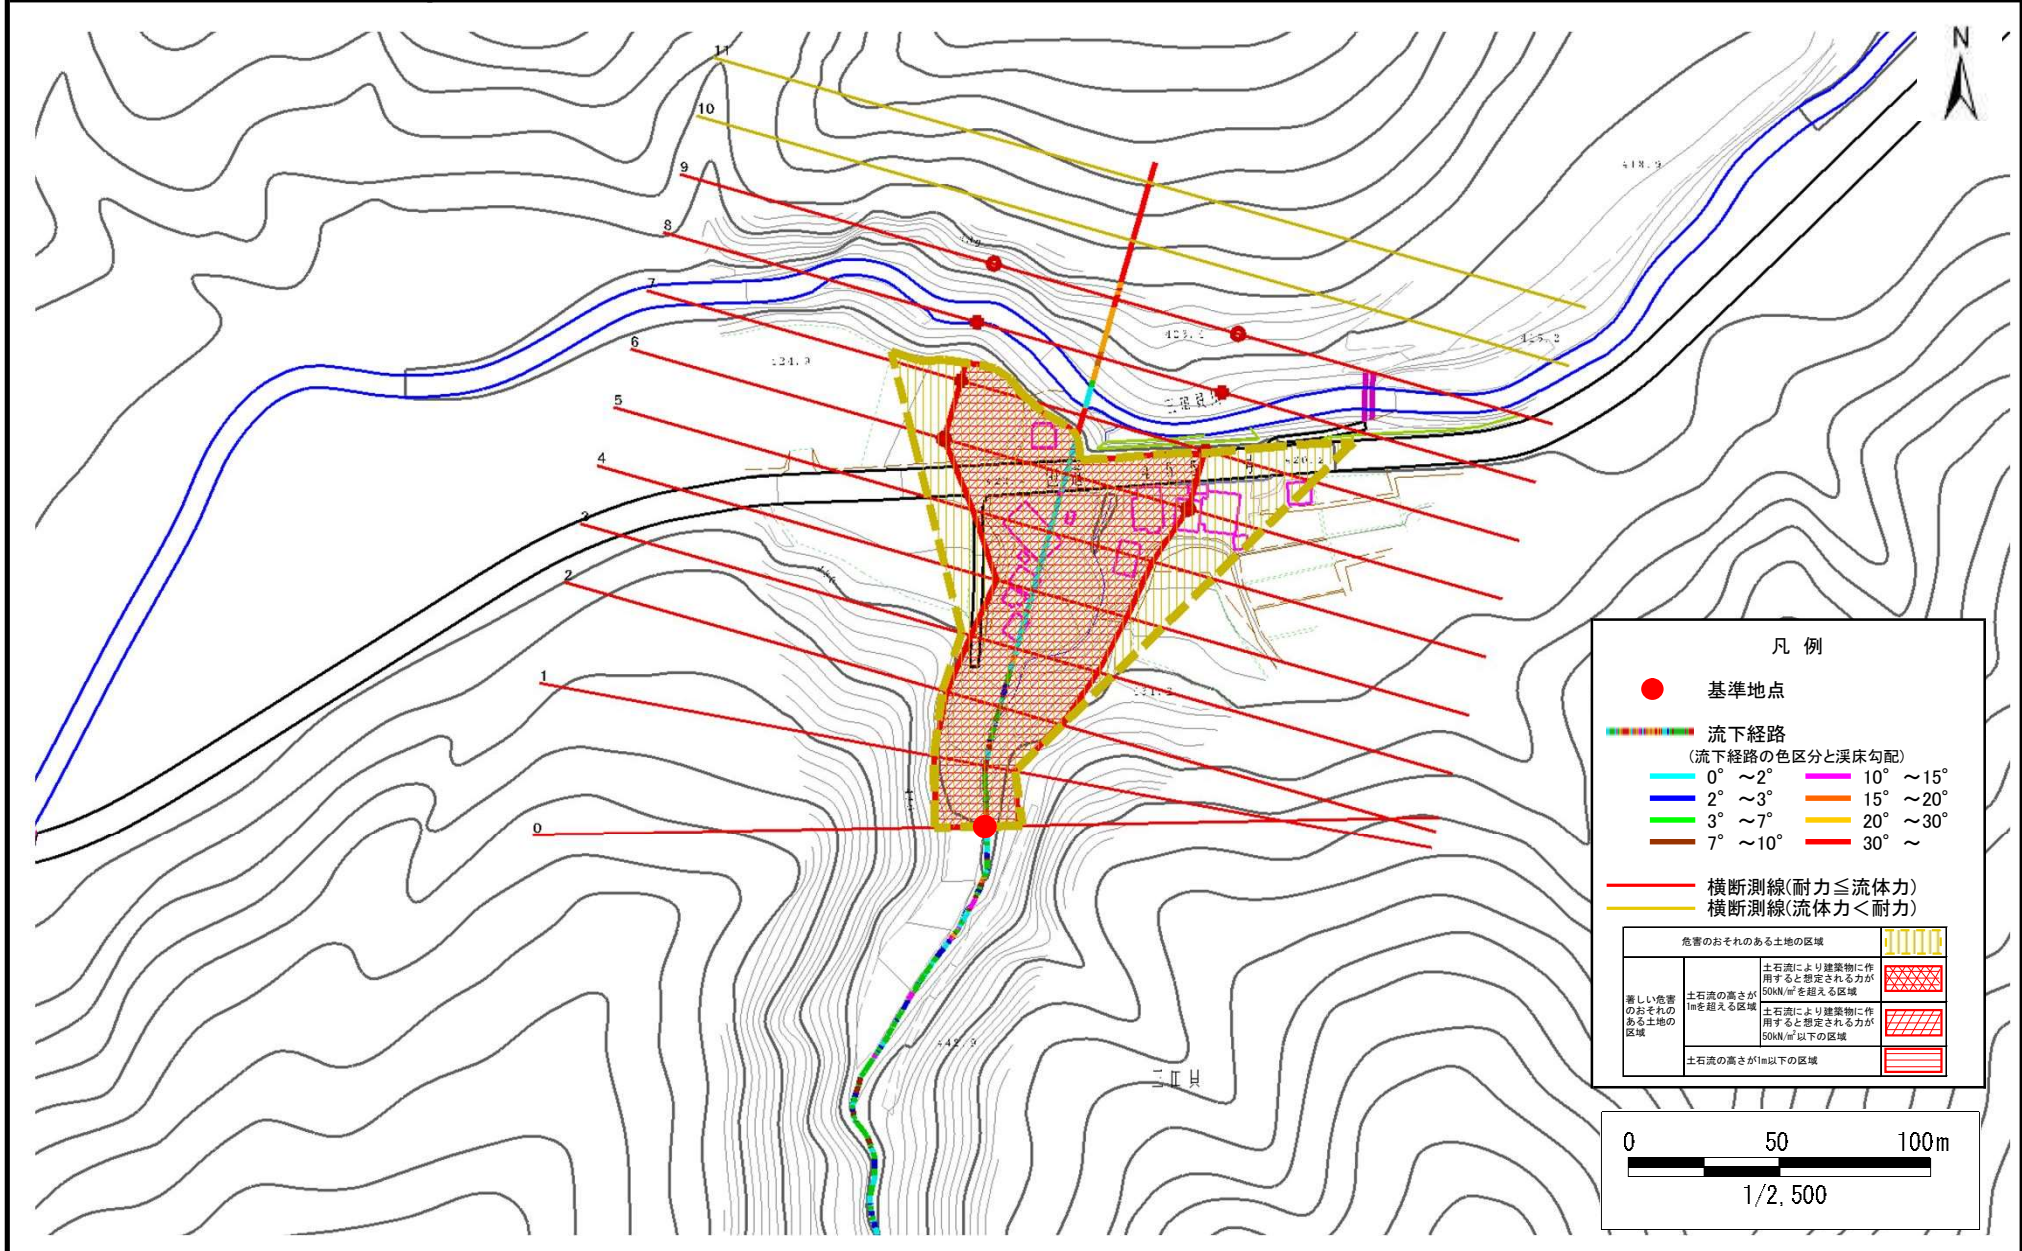 N
11
10
9
8
7
6
5
4
3
2
1
0
418.9
424.9
442.9
凡 例
基準地点
流下経路
(流下経路の色区分と渓床勾配)
0° ～2° 10° ～15°
2° ～3° 15° ～20°
3° ～7° 20° ～30°
7° ～10° 30° ～
横断測線(耐力≦流体力)
横断測線(流体力＜耐力)
危害のおそれのある土地の区域
著しい危害
のおそれの
ある土地の
区域
土石流の高さが
1mを超える区域
土石流により建築物に作
用すると想定される力が
50kN/m²を超える区域
土石流により建築物に作
用すると想定される力が
50kN/m²以下の区域
土石流の高さが1m以下の区域
0 50 100m
1/2,500